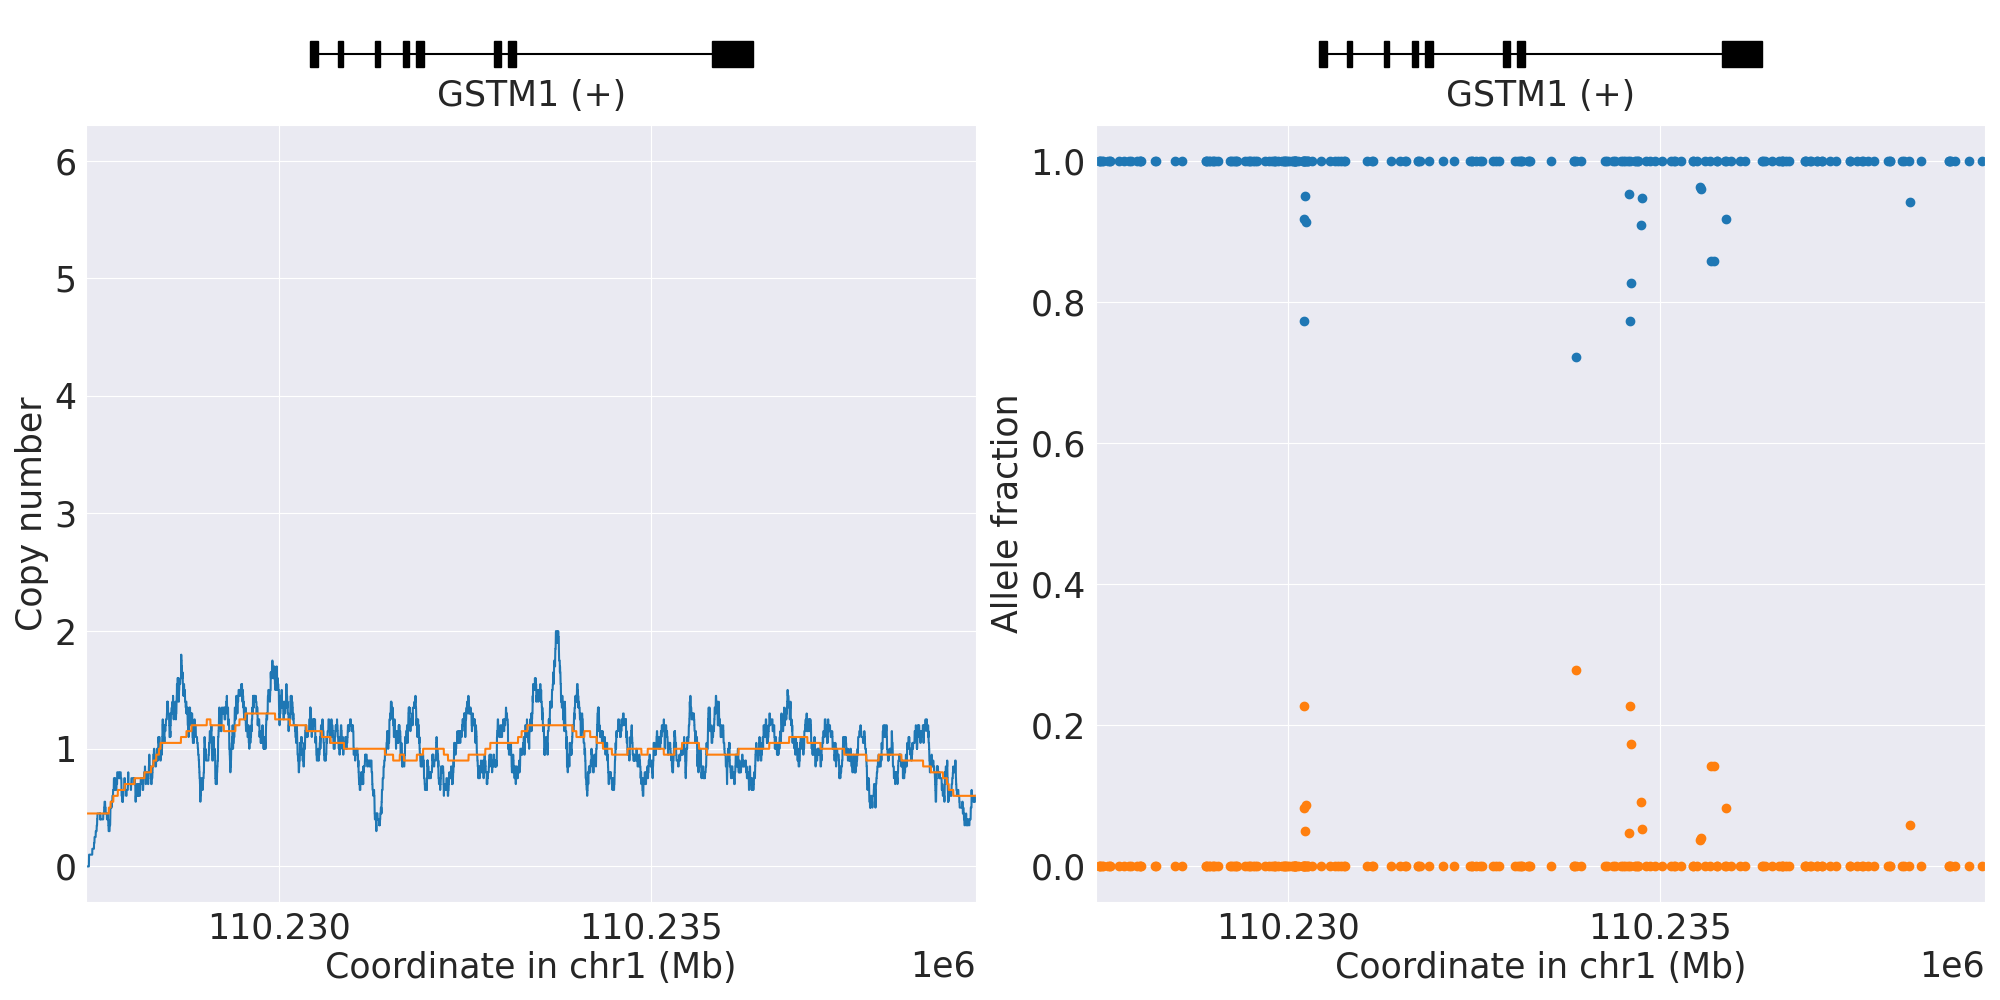 GSTM1 (+)
6
5
4
3
2
1
0
Copy number
110.230
110.235
Coordinate in chr1 (Mb)
1e6
GSTM1 (+)
1.0
0.8
0.6
0.4
0.2
0.0
Allele fraction
110.230
110.235
Coordinate in chr1 (Mb)
1e6